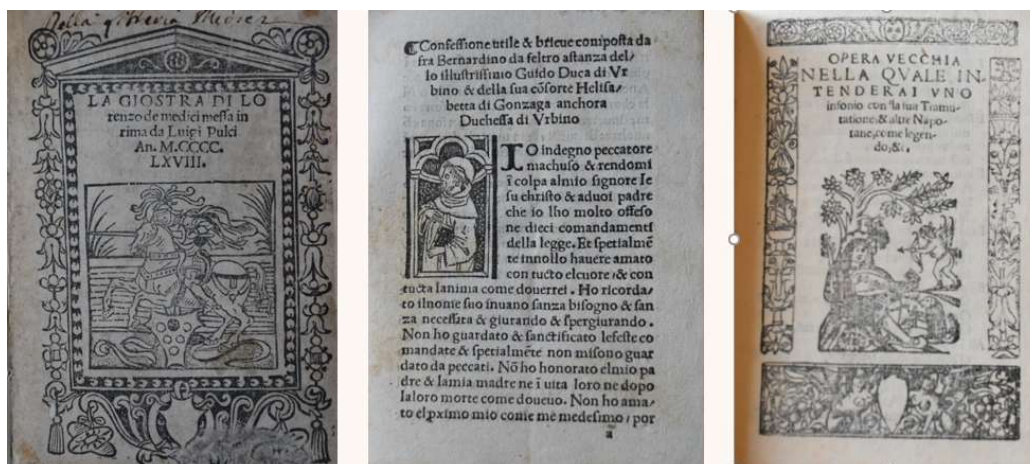 Della
LA GIOSTRA DI LO
renzo de medici messa in
rima da Luigi Pulci
An. M.CCCC.
LXVIII.
Confeſſione utile & brieue compoſta da
fra Bernardino da feltro aſtanza del/
lo illuſtriſſimo Guido Duca di Vr
bino & della ſua cõſorte Heliſa/
betta di Gonzaga anchora
Ducheſſa di Vrbino
IO indegno peccatore
machuſo & rendomi
ĩ colpa almio ſignore Ie
ſu chriſto & a uoi padre
che io lho molto offeſo
ne dieci comandamenti
della legge. Et ſpetialmẽ
te innollo hauere amato
con tucto elcuore & con
tucta lanima come douerrei. Ho ricorda/
to ilnome ſuo inuano ſanza biſogno & ſan
za neceſſita & giurando & ſpergiurando.
Non ho guardato & ſanctificato lefeſte co
mandate & ſpetialmẽte non miſono guar
dato da peccati. Nõ ho honorato elmio pa
dre & lamia madre ne ĩ uita loro ne dopo
laloro morte come doueuo. Non ho ama/
to elpximo mio come me medeſimo / por
a
OPERA VECCHIA
NELLA QVALE IN-
TENDERAI VNO
inſonio con la ſua Tramu-
tatione, & altre Napo-
tane, come legen-
do, &c.